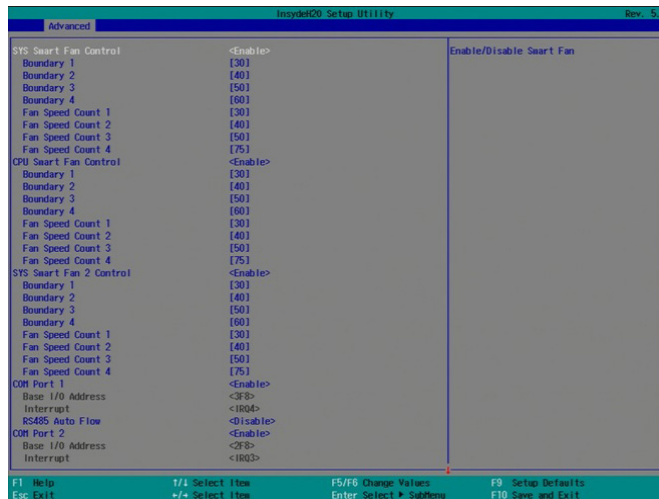 InsydeH20 Setup Utility Rev. 5.
Advanced
SYS Smart Fan Control <Enable> Enable/Disable Smart Fan
Boundary 1 [30]
Boundary 2 [40]
Boundary 3 [50]
Boundary 4 [60]
Fan Speed Count 1 [30]
Fan Speed Count 2 [40]
Fan Speed Count 3 [50]
Fan Speed Count 4 [75]
CPU Smart Fan Control <Enable>
Boundary 1 [30]
Boundary 2 [40]
Boundary 3 [50]
Boundary 4 [60]
Fan Speed Count 1 [30]
Fan Speed Count 2 [40]
Fan Speed Count 3 [50]
Fan Speed Count 4 [75]
SYS Smart Fan 2 Control <Enable>
Boundary 1 [30]
Boundary 2 [40]
Boundary 3 [50]
Boundary 4 [60]
Fan Speed Count 1 [30]
Fan Speed Count 2 [40]
Fan Speed Count 3 [50]
Fan Speed Count 4 [75]
COM Port 1 <Enable>
Base I/O Address <3F8>
Interrupt <IRQ4>
RS485 Auto Flow <Disable>
COM Port 2 <Enable>
Base I/O Address <2F8>
Interrupt <IRQ3>
F1 Help ↑/↓ Select Item F5/F6 Change Values F9 Setup Defaults
Esc Exit ←/→ Select Item Enter Select ▶ SubMenu F10 Save and Exit